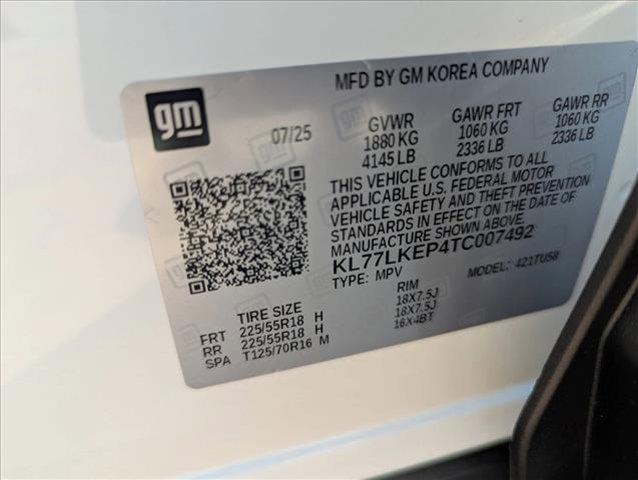 MFD BY GM KOREA COMPANY
gm
07/25
GVWR
1880 KG
4145 LB
GAWR FRT
1060 KG
2336 LB
GAWR RR
1060 KG
2336 LB
THIS VEHICLE CONFORMS TO ALL
APPLICABLE U.S. FEDERAL MOTOR
VEHICLE SAFETY AND THEFT PREVENTION
STANDARDS IN EFFECT ON THE DATE OF
MANUFACTURE SHOWN ABOVE.
KL77LKEP4TC007492
TYPE: MPV
MODEL: 421TU58
TIRE SIZE
RIM
FRT 225/55R18 H 18X7.5J
RR 225/55R18 H 18X7.5J
SPA T125/70R16 M 16X4BT